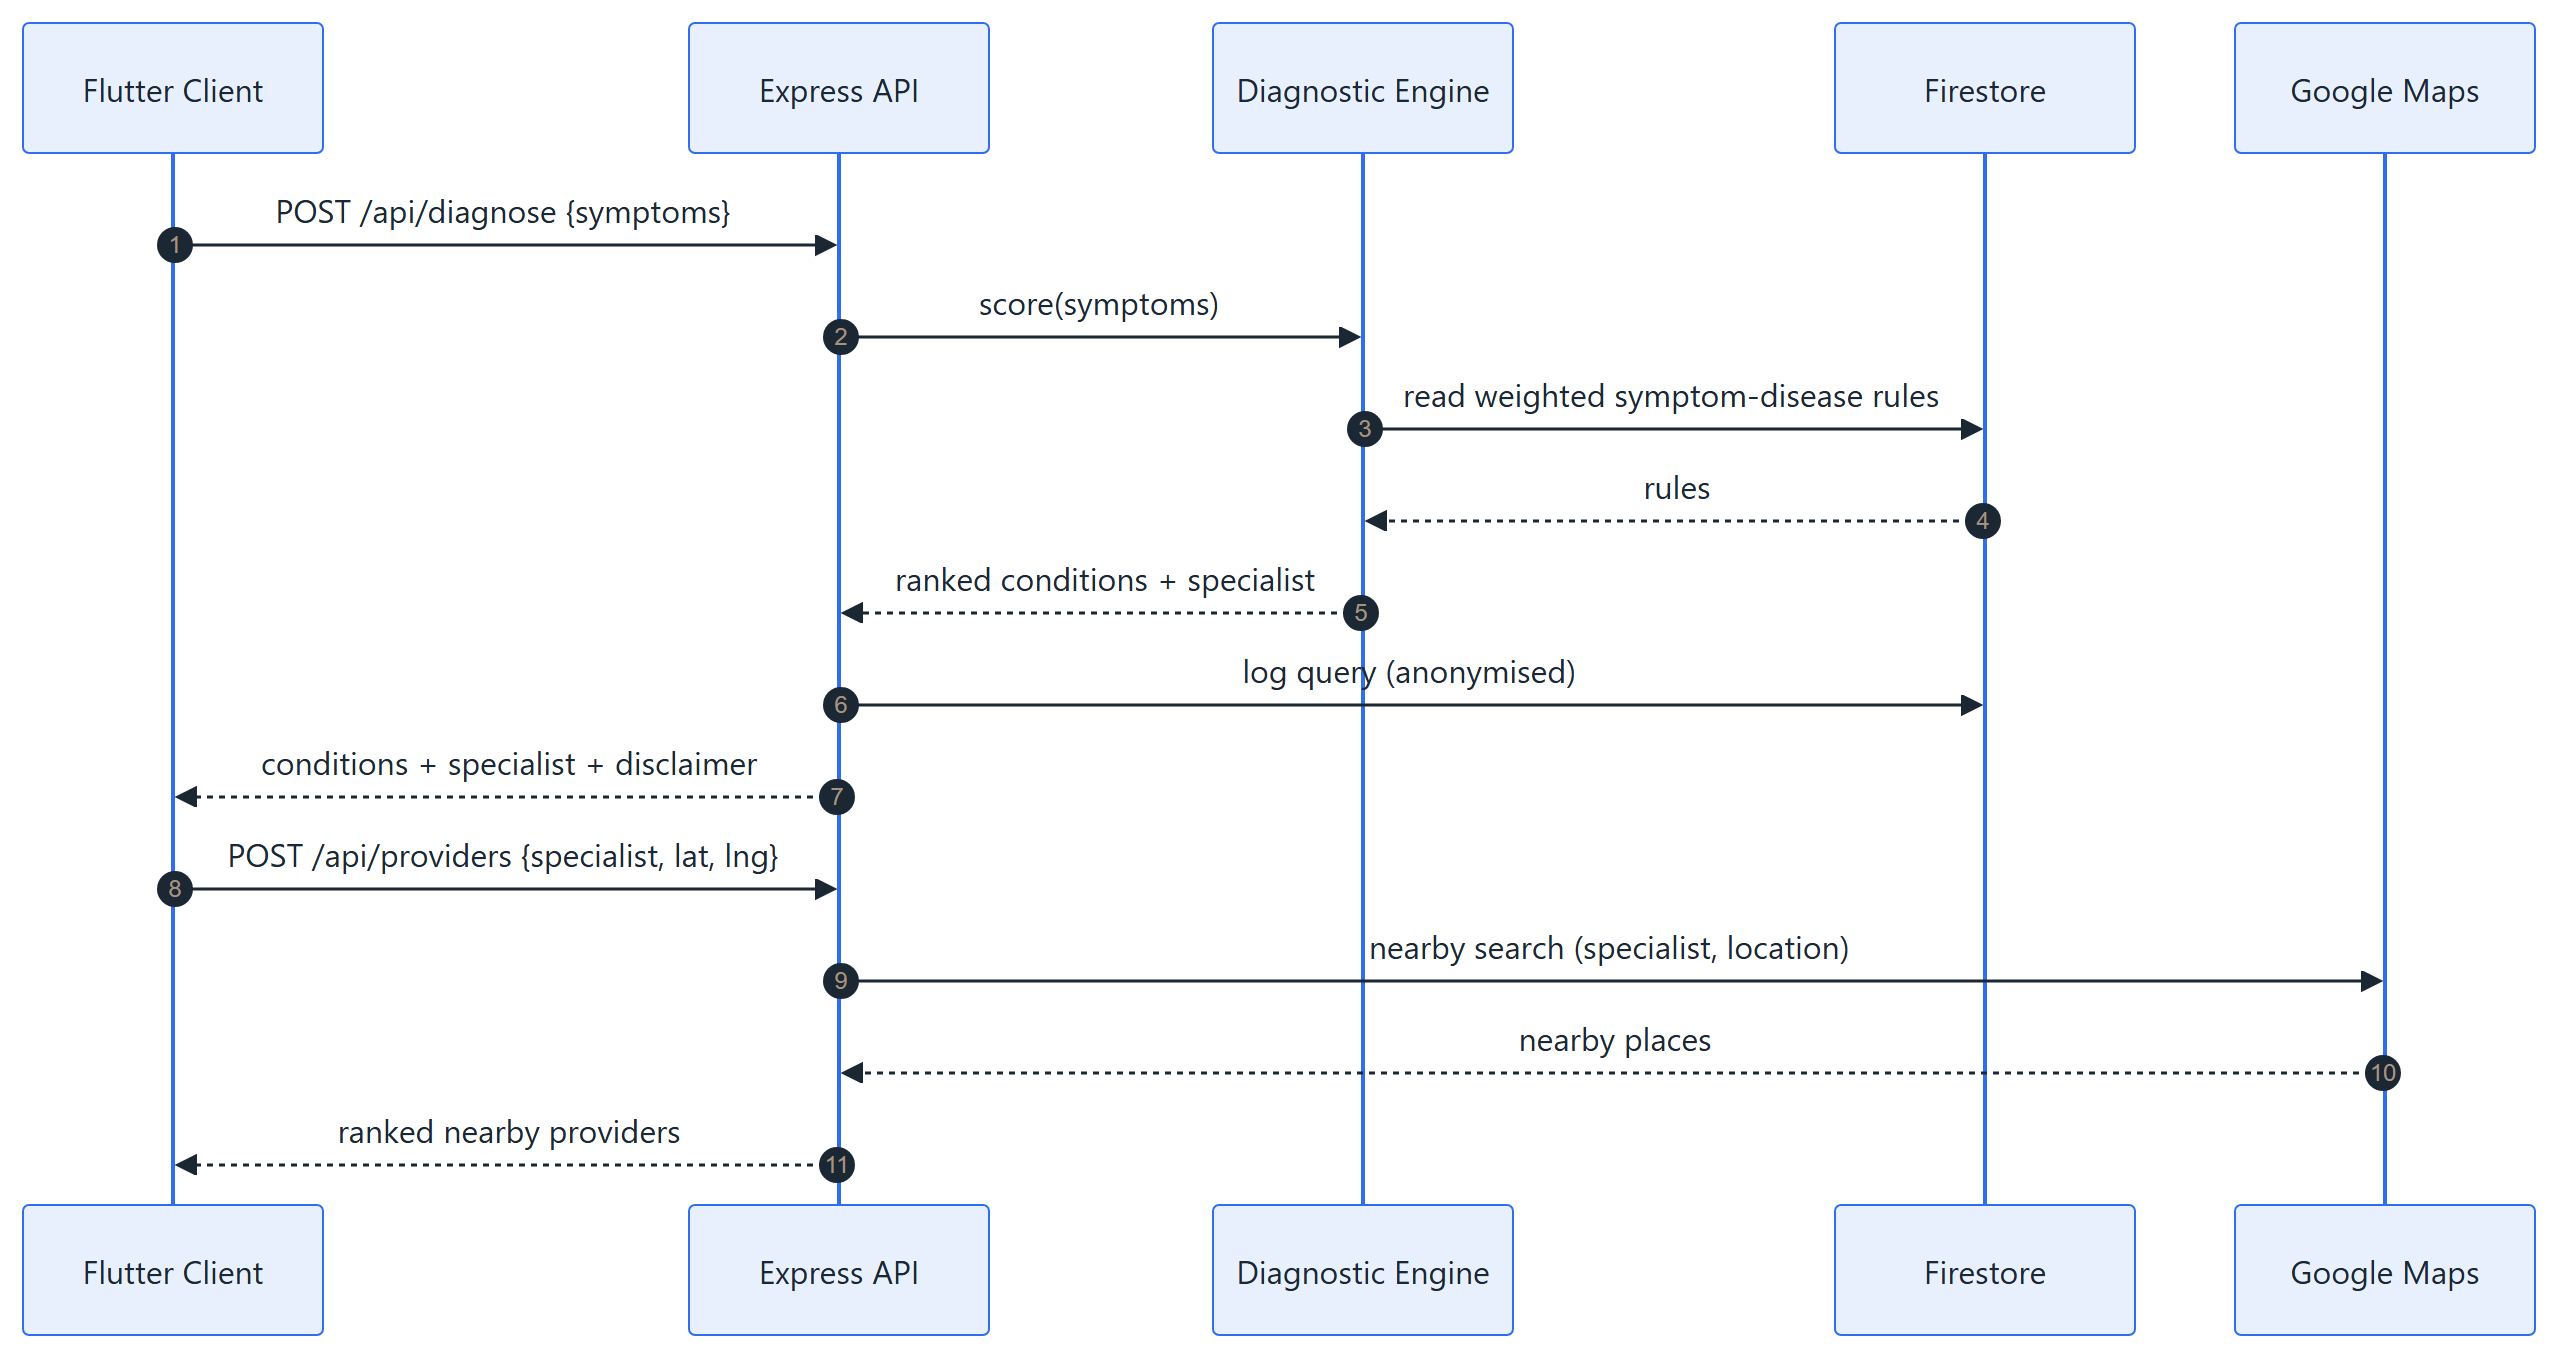 Flutter Client
Express API
Diagnostic Engine
Firestore
Google Maps
POST /api/diagnose {symptoms}
1
score(symptoms)
2
read weighted symptom-disease rules
3
rules
4
ranked conditions + specialist
5
log query (anonymised)
6
conditions + specialist + disclaimer
7
POST /api/providers {specialist, lat, lng}
8
nearby search (specialist, location)
9
nearby places
10
ranked nearby providers
11
Flutter Client
Express API
Diagnostic Engine
Firestore
Google Maps